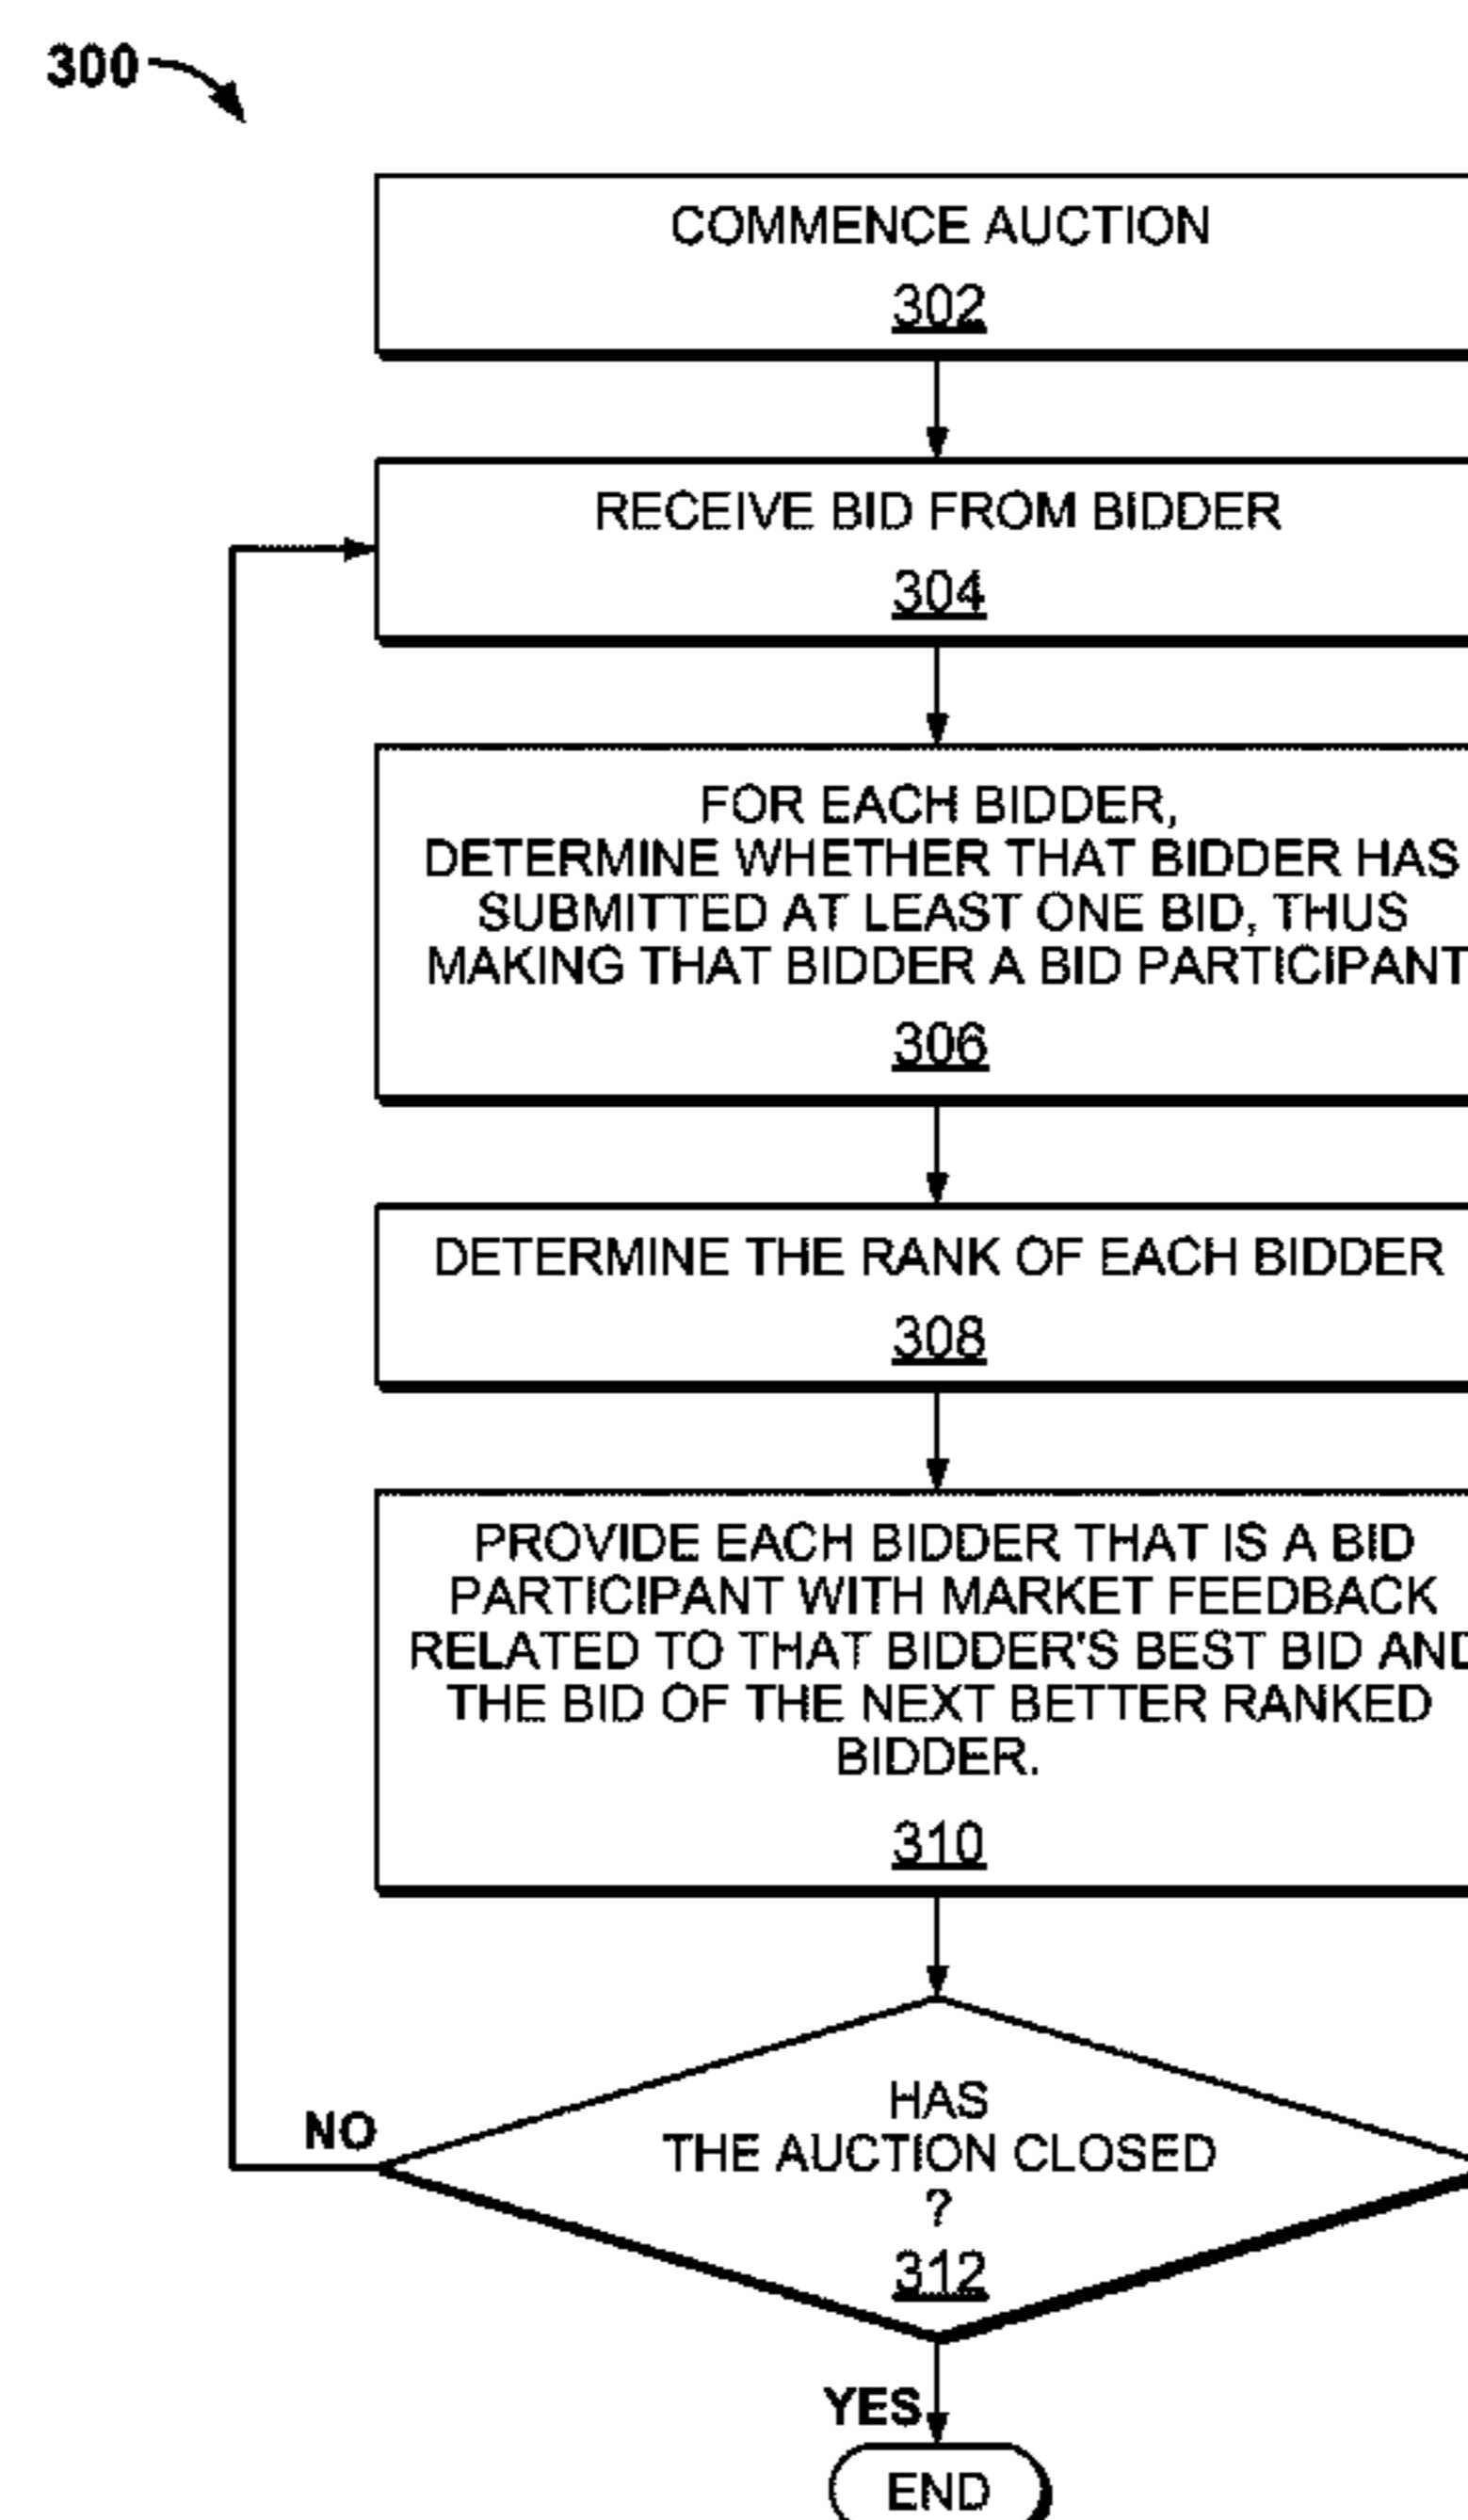 300
COMMENCE AUCTION
302
RECEIVE BID FROM BIDDER
304
FOR EACH BIDDER,
DETERMINE WHETHER THAT BIDDER HAS
SUBMITTED AT LEAST ONE BID, THUS
MAKING THAT BIDDER A BID PARTICIPANT
306
DETERMINE THE RANK OF EACH BIDDER
308
PROVIDE EACH BIDDER THAT IS A BID
PARTICIPANT WITH MARKET FEEDBACK
RELATED TO THAT BIDDER'S BEST BID AND
THE BID OF THE NEXT BETTER RANKED
BIDDER.
310
HAS
THE AUCTION CLOSED
?
312
NO
YES
END